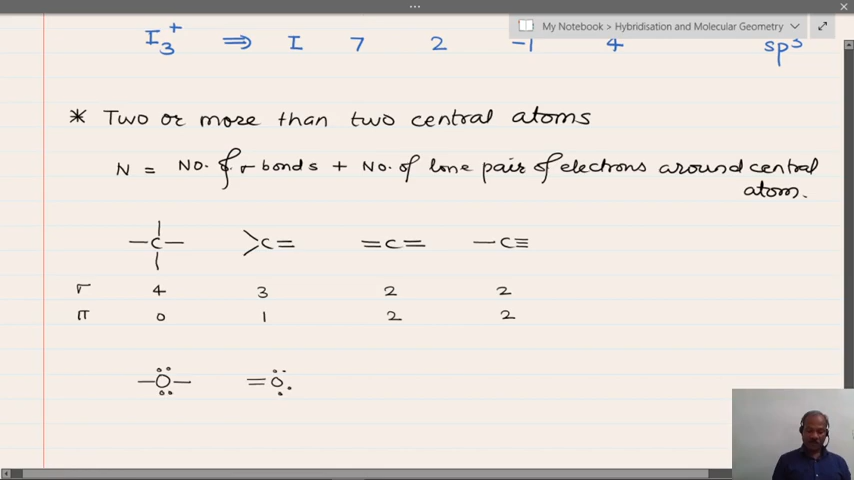 My Notebook > Hybridisation and Molecular Geometry
I3+ ⇒ I 7 2 -1 4 sp3
* Two or more than two central atoms
N = No. of σ bonds + No. of lone pair of electrons around central
atom.
-C- >C= =C= -C≡
σ 4 3 2 2
π 0 1 2 2
-O- =O